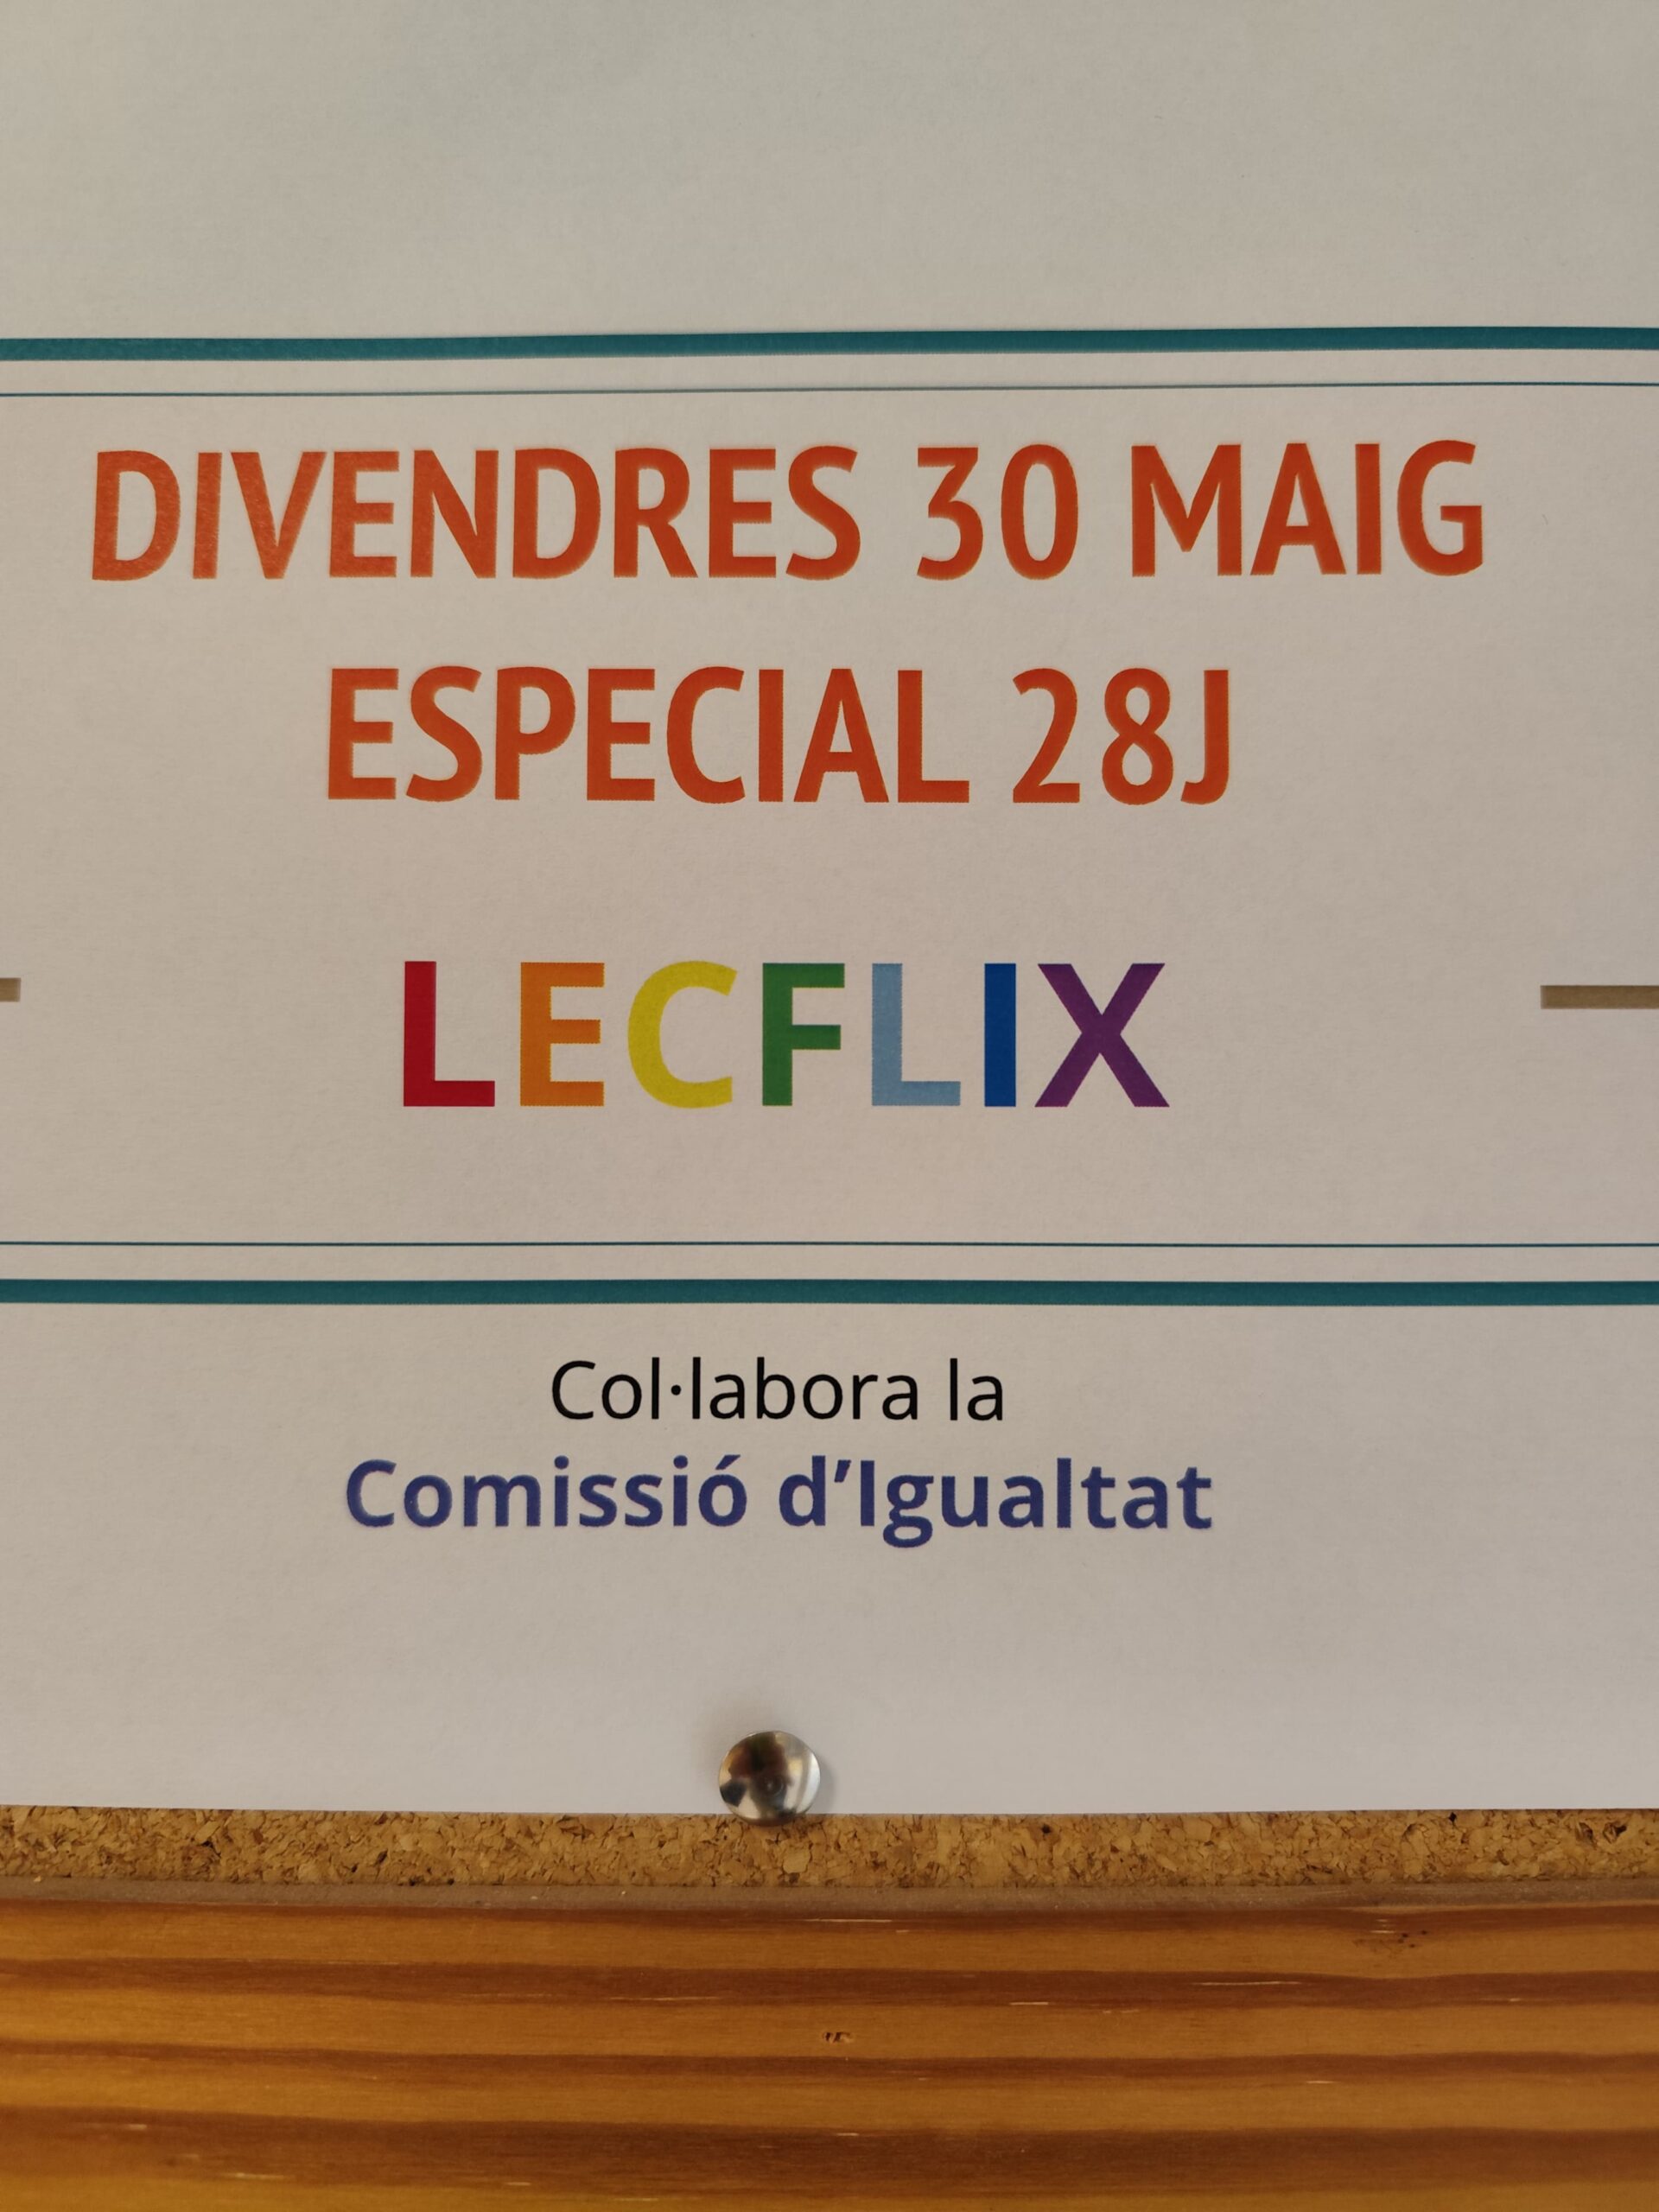 DIVENDRES 30 MAIG
ESPECIAL 28J
LECFLIX
Col·labora la
Comissió d’Igualtat